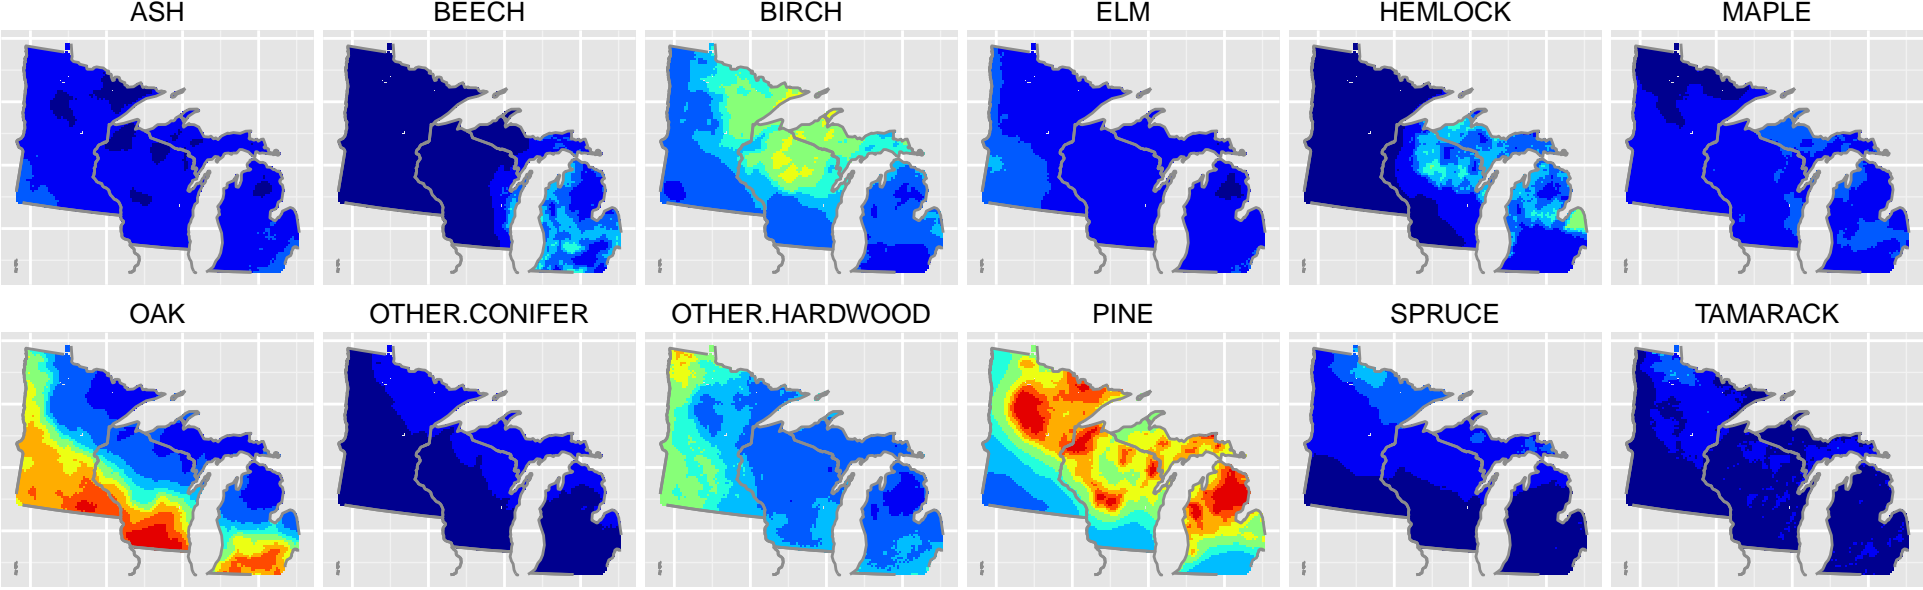 ASH
BEECH
BIRCH
ELM
HEMLOCK
MAPLE
OAK
OTHER.CONIFER
OTHER.HARDWOOD
PINE
SPRUCE
TAMARACK